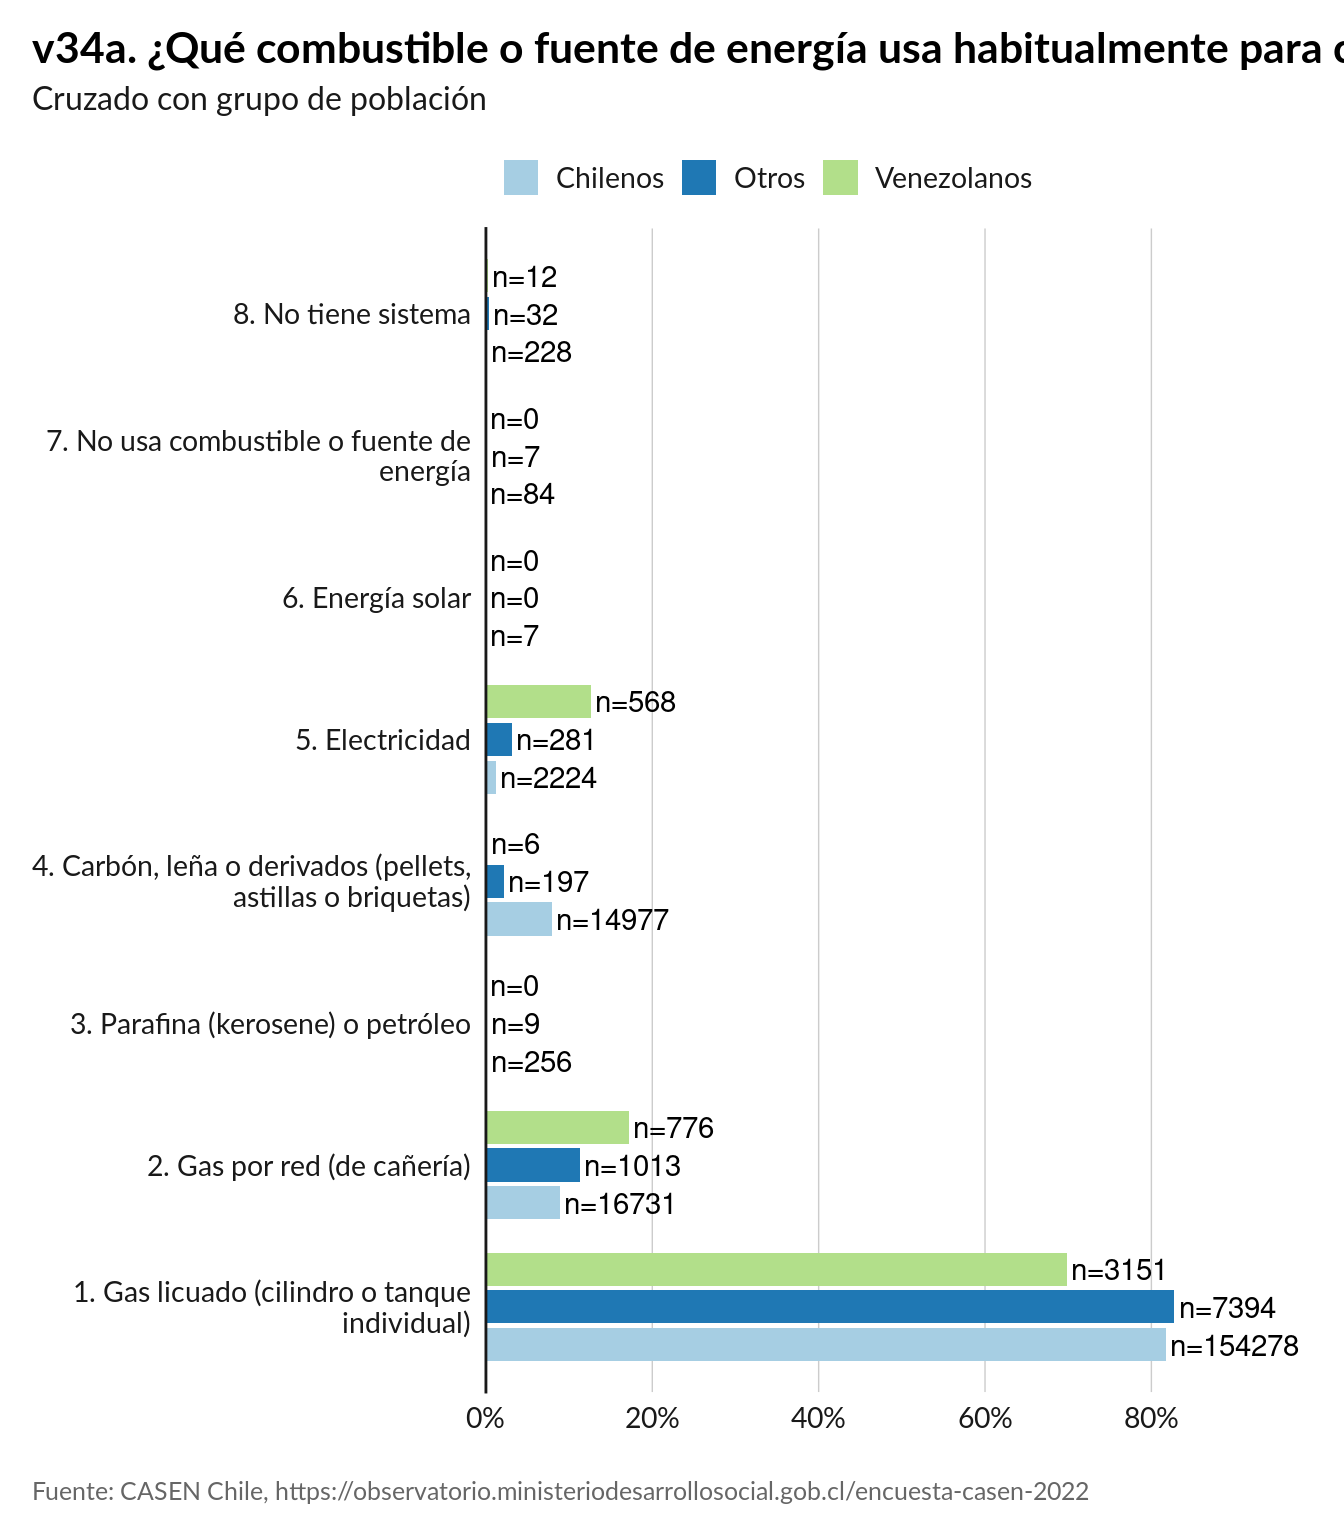 v34a. ¿Qué combustible o fuente de energía usa habitualmente para
Cruzado con grupo de población
Chilenos Otros Venezolanos
n=12
8. No tiene sistema n=32
n=228
n=0
7. No usa combustible o fuente de
n=7
energía
n=84
n=0
6. Energía solar n=0
n=7
n=568
5. Electricidad n=281
n=2224
n=6
4. Carbón, leña o derivados (pellets,
n=197
astillas o briquetas)
n=14977
n=0
3. Parafina (kerosene) o petróleo n=9
n=256
n=776
2. Gas por red (de cañería) n=1013
n=16731
n=3151
1. Gas licuado (cilindro o tanque
n=7394
individual)
n=154278
0% 20% 40% 60% 80%
Fuente: CASEN Chile, https://observatorio.ministeriodesarrollosocial.gob.cl/encuesta-casen-2022